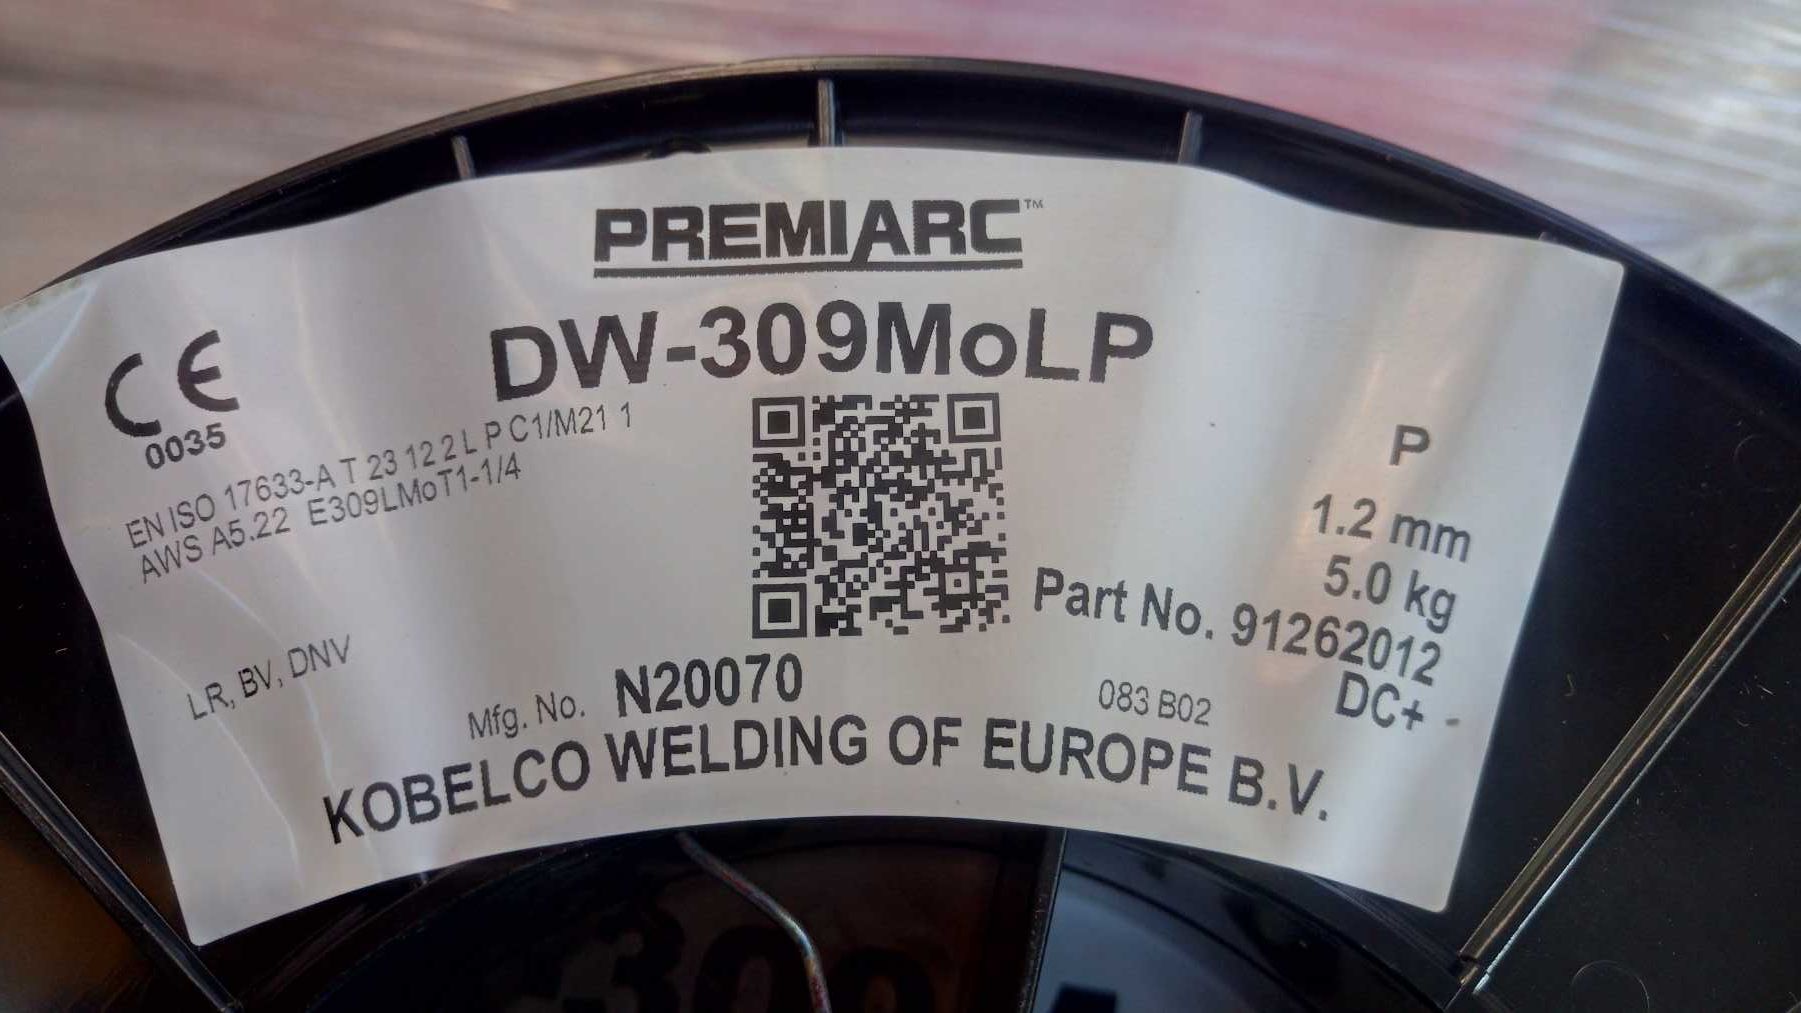 PREMIARC™
DW-309MoLP
CE
0035
EN ISO 17633-A T 23 12 2 L P C1/M21 1
AWS A5.22 E309LMoT1-1/4
P
1.2 mm
5.0 kg
Part No. 91262012
DC+
LR, BV, DNV
Mfg. No. N20070
083 B02
KOBELCO WELDING OF EUROPE B.V.
309